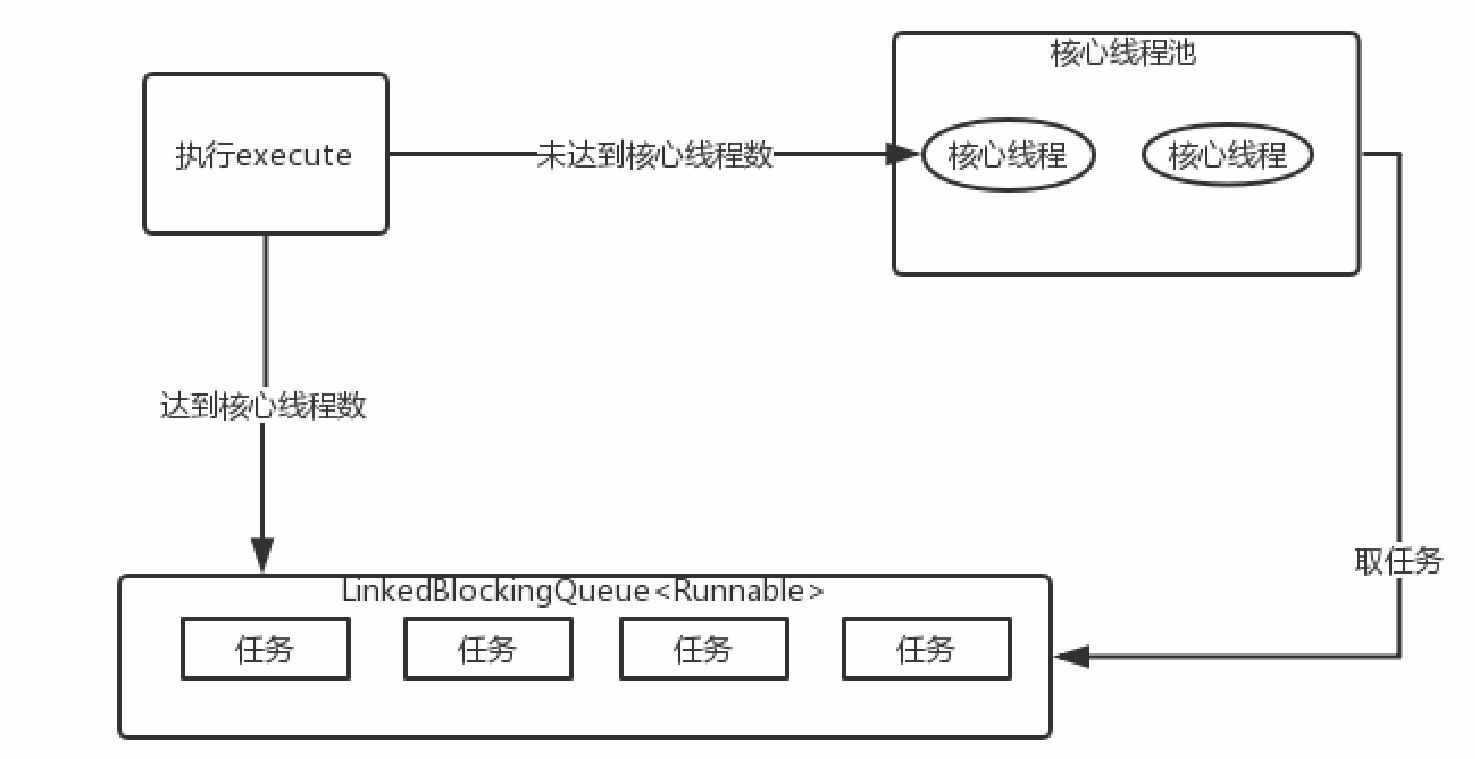 核心线程池
执行execute
未达到核心线程数
核心线程
核心线程
达到核心线程数
取任务
LinkedBlockingQueue<Runnable>
任务
任务
任务
任务